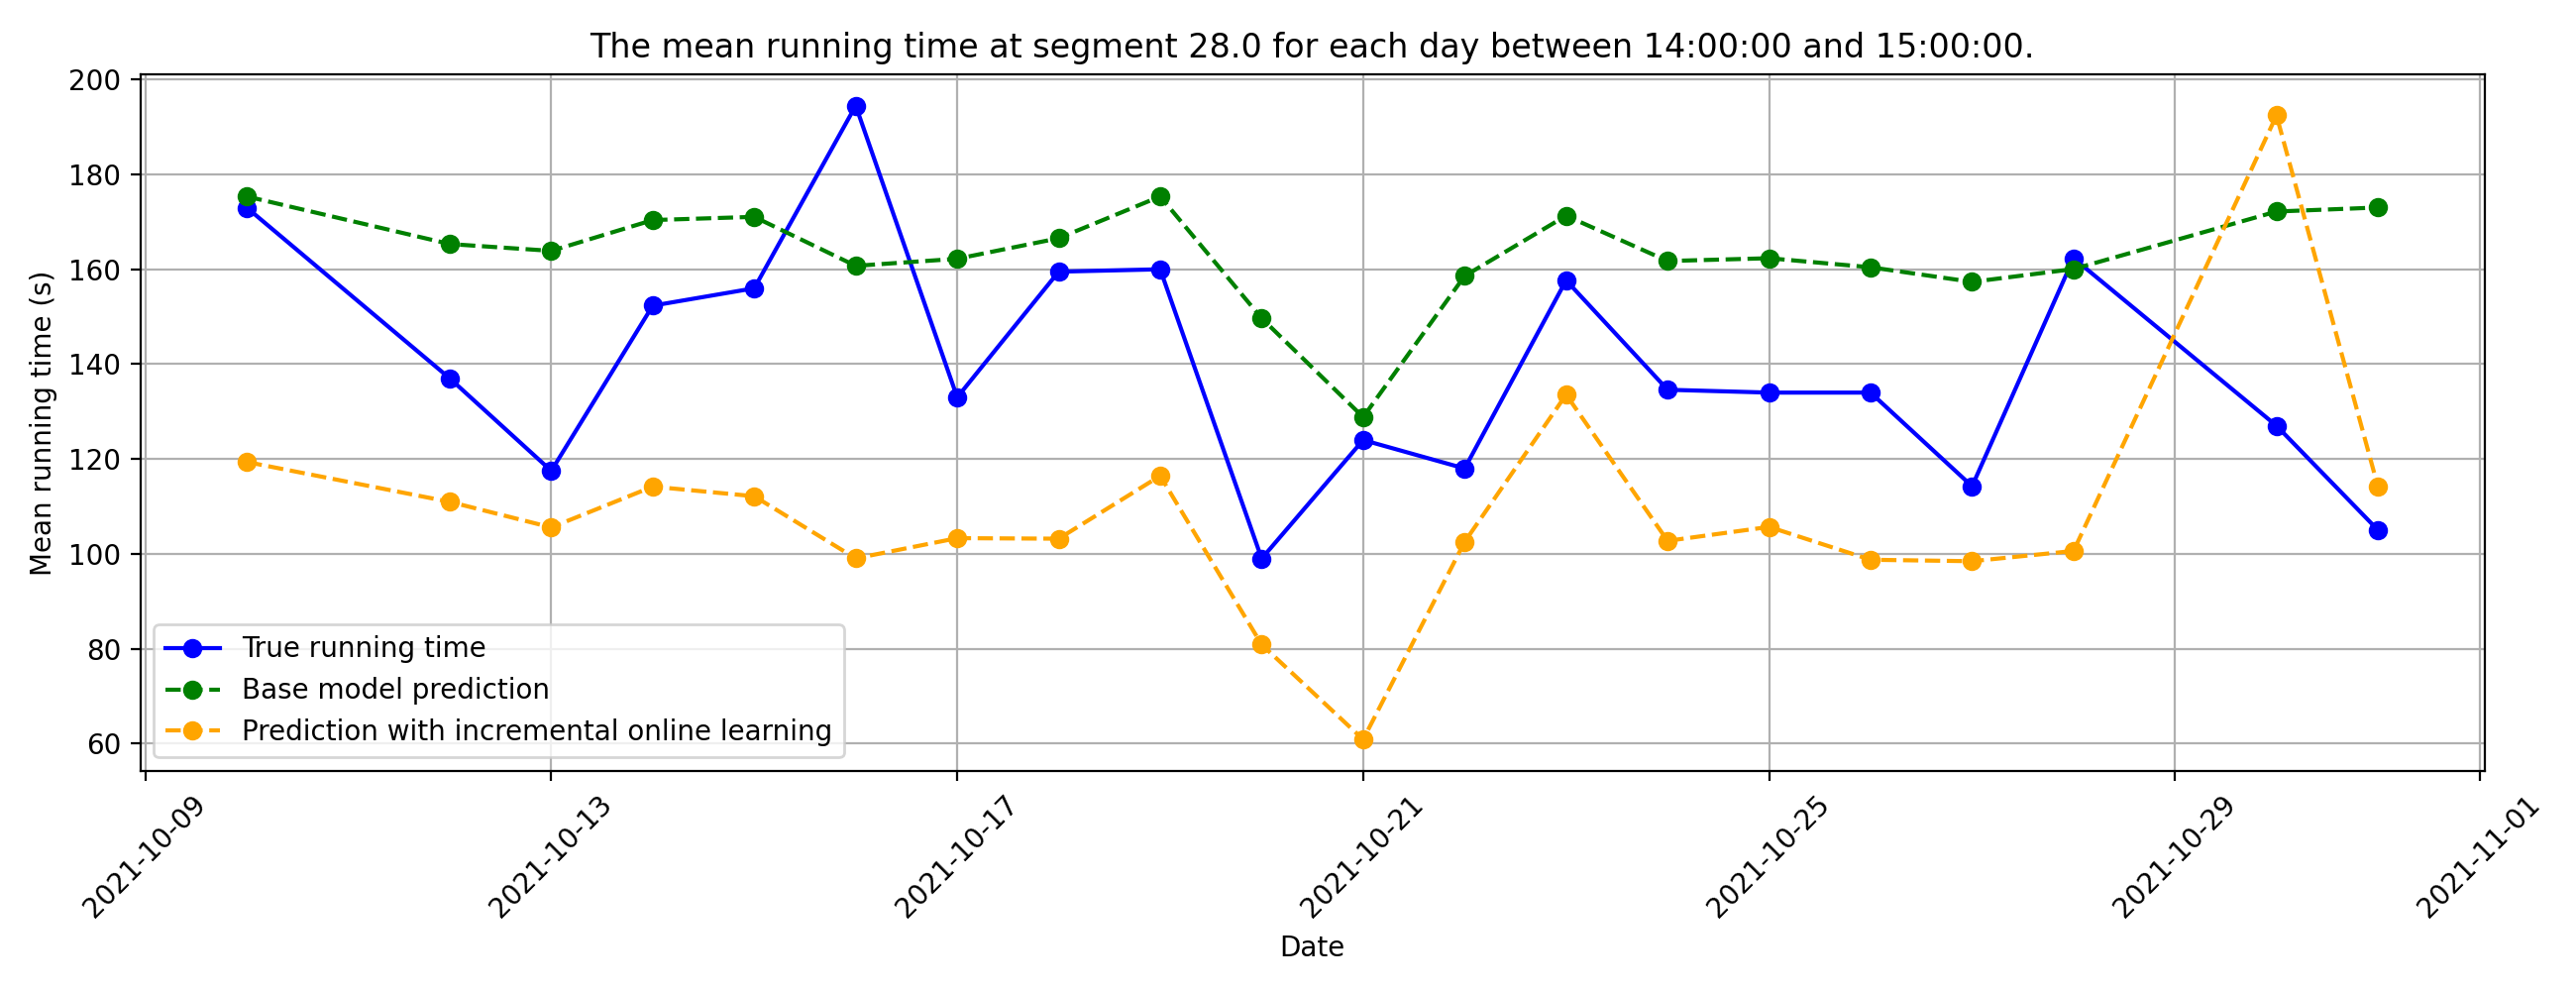 The mean running time at segment 28.0 for each day between 14:00:00 and 15:00:00.
Mean running time (s)
200
180
160
140
120
100
80
60
True running time
Base model prediction
Prediction with incremental online learning
2021-10-09
2021-10-13
2021-10-17
2021-10-21
2021-10-25
2021-10-29
2021-11-01
Date